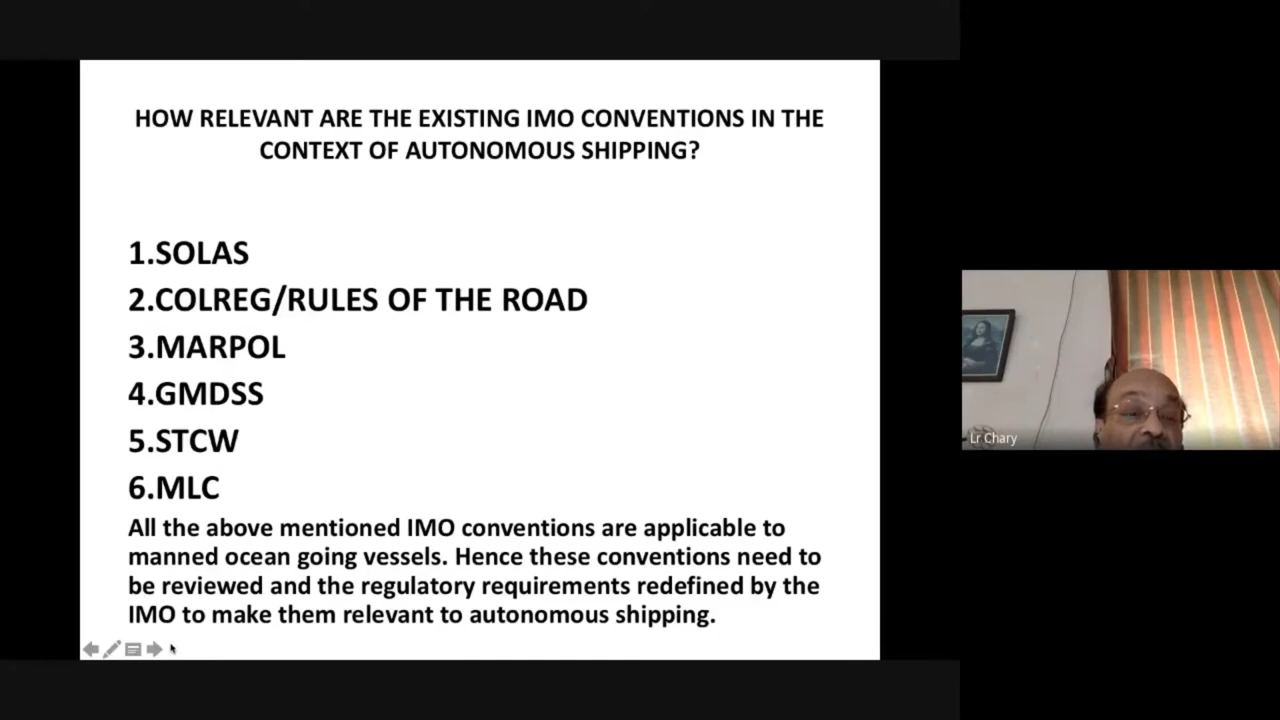 HOW RELEVANT ARE THE EXISTING IMO CONVENTIONS IN THE
CONTEXT OF AUTONOMOUS SHIPPING?
1.SOLAS
2.COLREG/RULES OF THE ROAD
3.MARPOL
4.GMDSS
5.STCW
6.MLC
All the above mentioned IMO conventions are applicable to
manned ocean going vessels. Hence these conventions need to
be reviewed and the regulatory requirements redefined by the
IMO to make them relevant to autonomous shipping.
Lr Chary